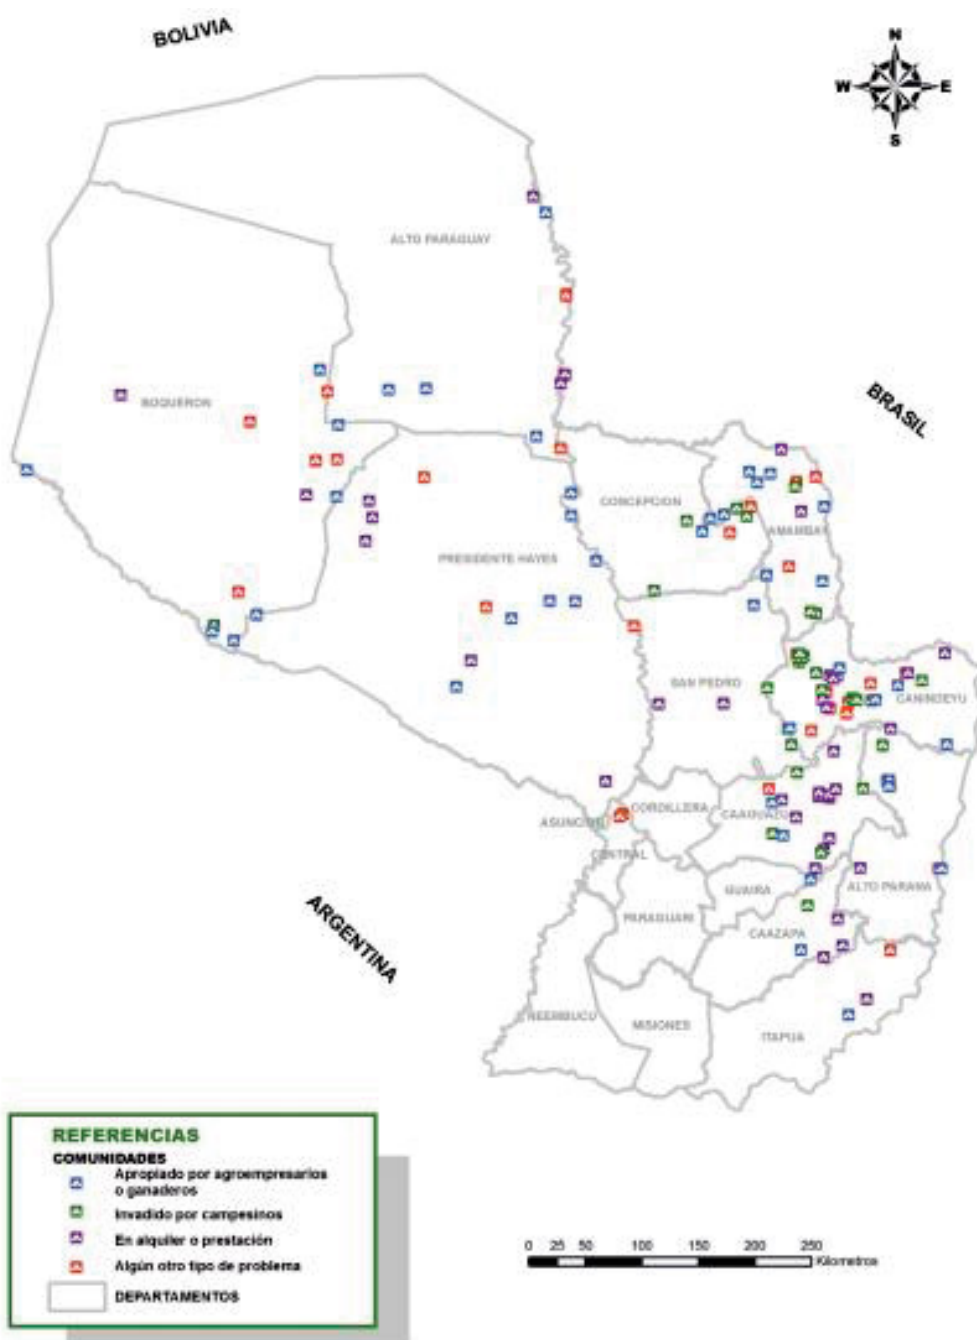 BOLIVIA
N
W E
S
ALTO PARAGUAY
BRASIL
BOQUERON
CONCEPCION
AMAMBAY
PRESIDENTE HAYES
SAN PEDRO
CANINDEYU
CORDILLERA
CAAGUAZU
ASUNCION
CENTRAL
GUAIRA
ALTO PARANA
ARGENTINA
PARAGUARI
CAAZAPA
ÑEEMBUCU
MISIONES
ITAPUA
REFERENCIAS
COMUNIDADES
Apropiado por agroempresarios
o ganaderos
Invadido por campesinos
En alquiler o prestación
Algún otro tipo de problema
DEPARTAMENTOS
0 25 50 100 150 200 250
Kilometros